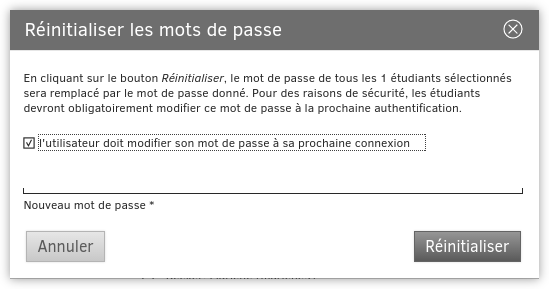 Réinitialiser les mots de passe
En cliquant sur le bouton Réinitialiser, le mot de passe de tous les 1 étudiants sélectionnés
sera remplacé par le mot de passe donné. Pour des raisons de sécurité, les étudiants
devront obligatoirement modifier ce mot de passe à la prochaine authentification.
l'utilisateur doit modifier son mot de passe à sa prochaine connexion
Nouveau mot de passe *
Annuler
Réinitialiser